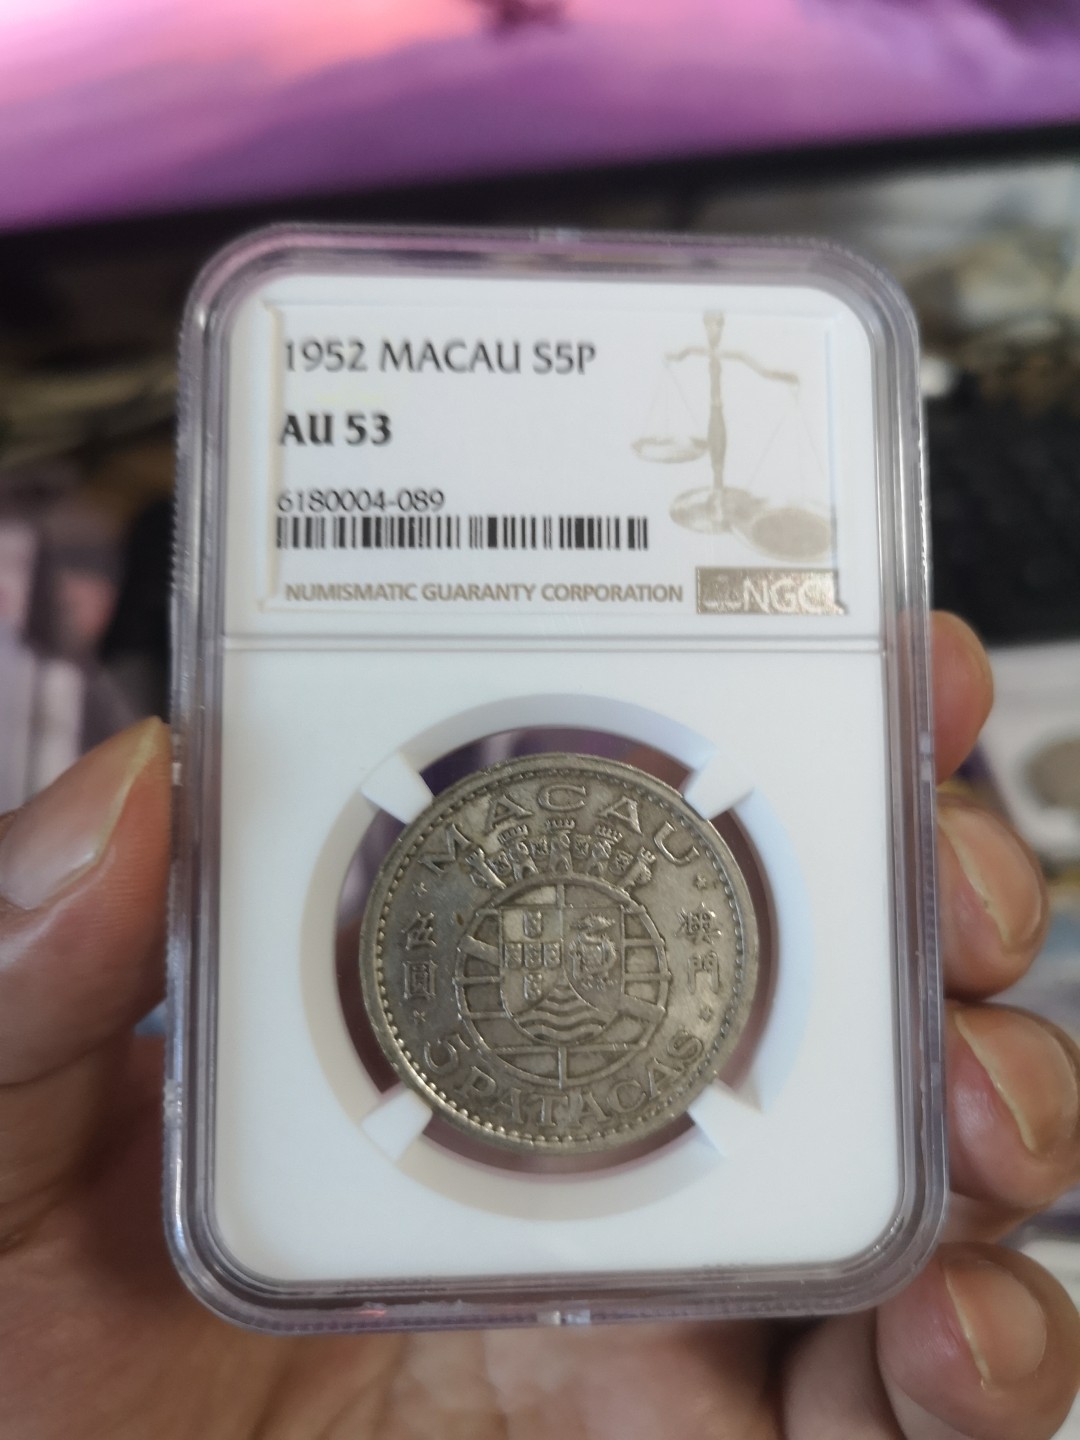 1952 MACAU S5P
AU 53
6180004-089
NUMISMATIC GUARANTY CORPORATION
NGC
MACAU
伍圓
澳門
5 PATACAS